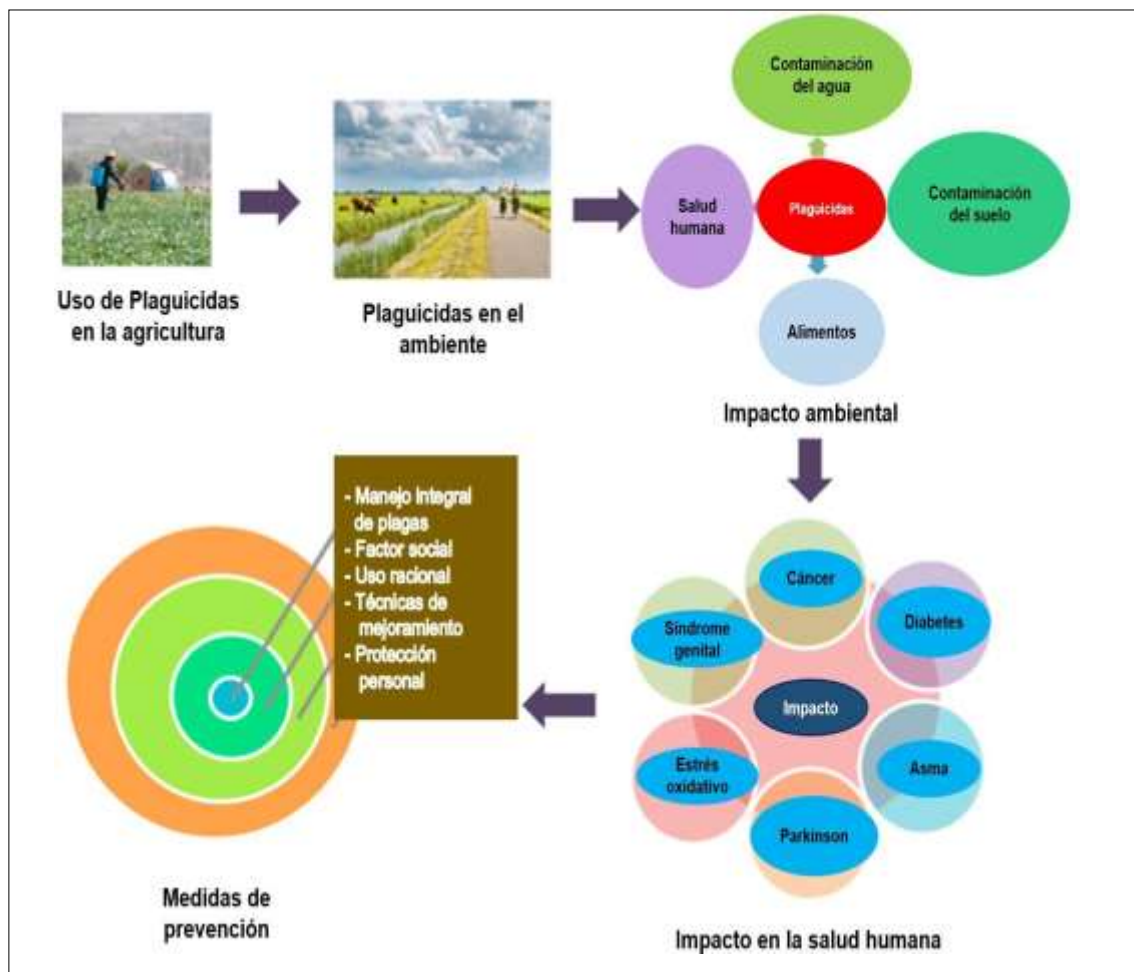 Contaminación
del agua
Salud
humana
Plaguicidas
Contaminación
del suelo
Alimentos
Uso de Plaguicidas
en la agricultura
Plaguicidas en el
ambiente
Impacto ambiental
- Manejo integral
de plagas
- Factor social
- Uso racional
- Técnicas de
mejoramiento
- Protección
personal
Cáncer
Diabetes
Síndrome
genital
Impacto
Estrés
oxidativo
Asma
Parkinson
Medidas de
prevención
Impacto en la salud humana